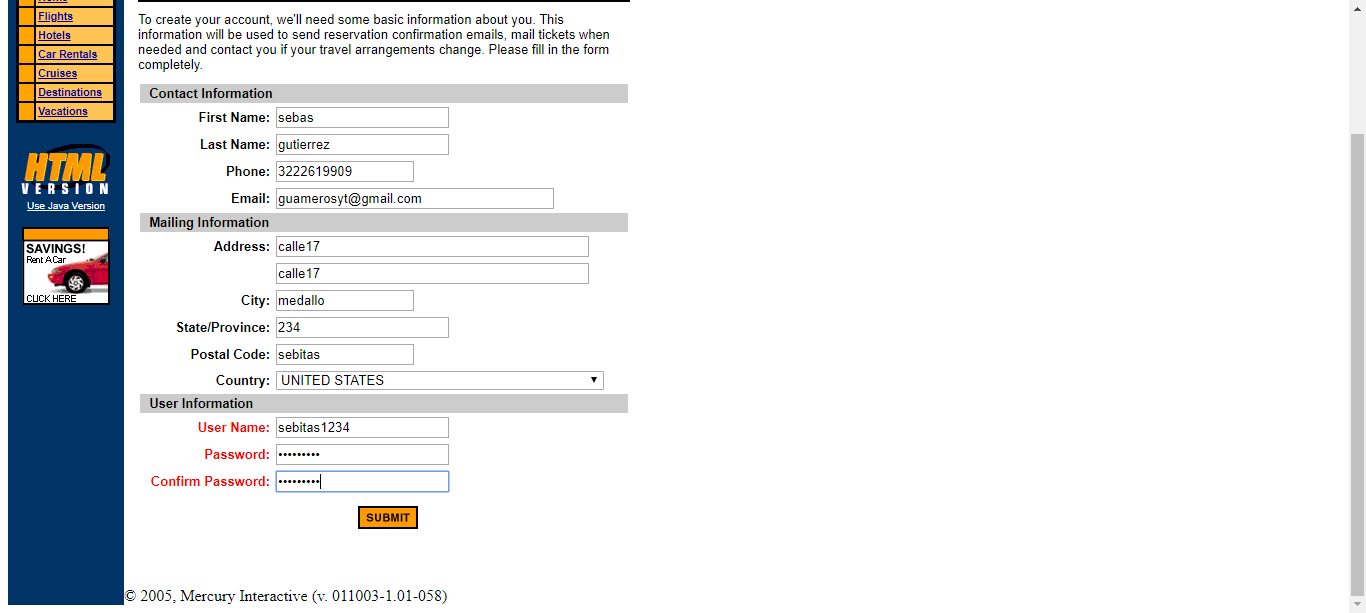 Flights
Hotels
Car Rentals
Cruises
Destinations
Vacations
HTML
VERSION
Use Java Version
SAVINGS!
Rent A Car
CLICK HERE
To create your account, we'll need some basic information about you. This
information will be used to send reservation confirmation emails, mail tickets when
needed and contact you if your travel arrangements change. Please fill in the form
completely.
Contact Information
First Name: sebas
Last Name: gutierrez
Phone: 3222619909
Email: guamerosyt@gmail.com
Mailing Information
Address: calle17
calle17
City: medallo
State/Province: 234
Postal Code: sebitas
Country: UNITED STATES
User Information
User Name: sebitas1234
Password: •••••••••
Confirm Password: •••••••••
SUBMIT
© 2005, Mercury Interactive (v. 011003-1.01-058)